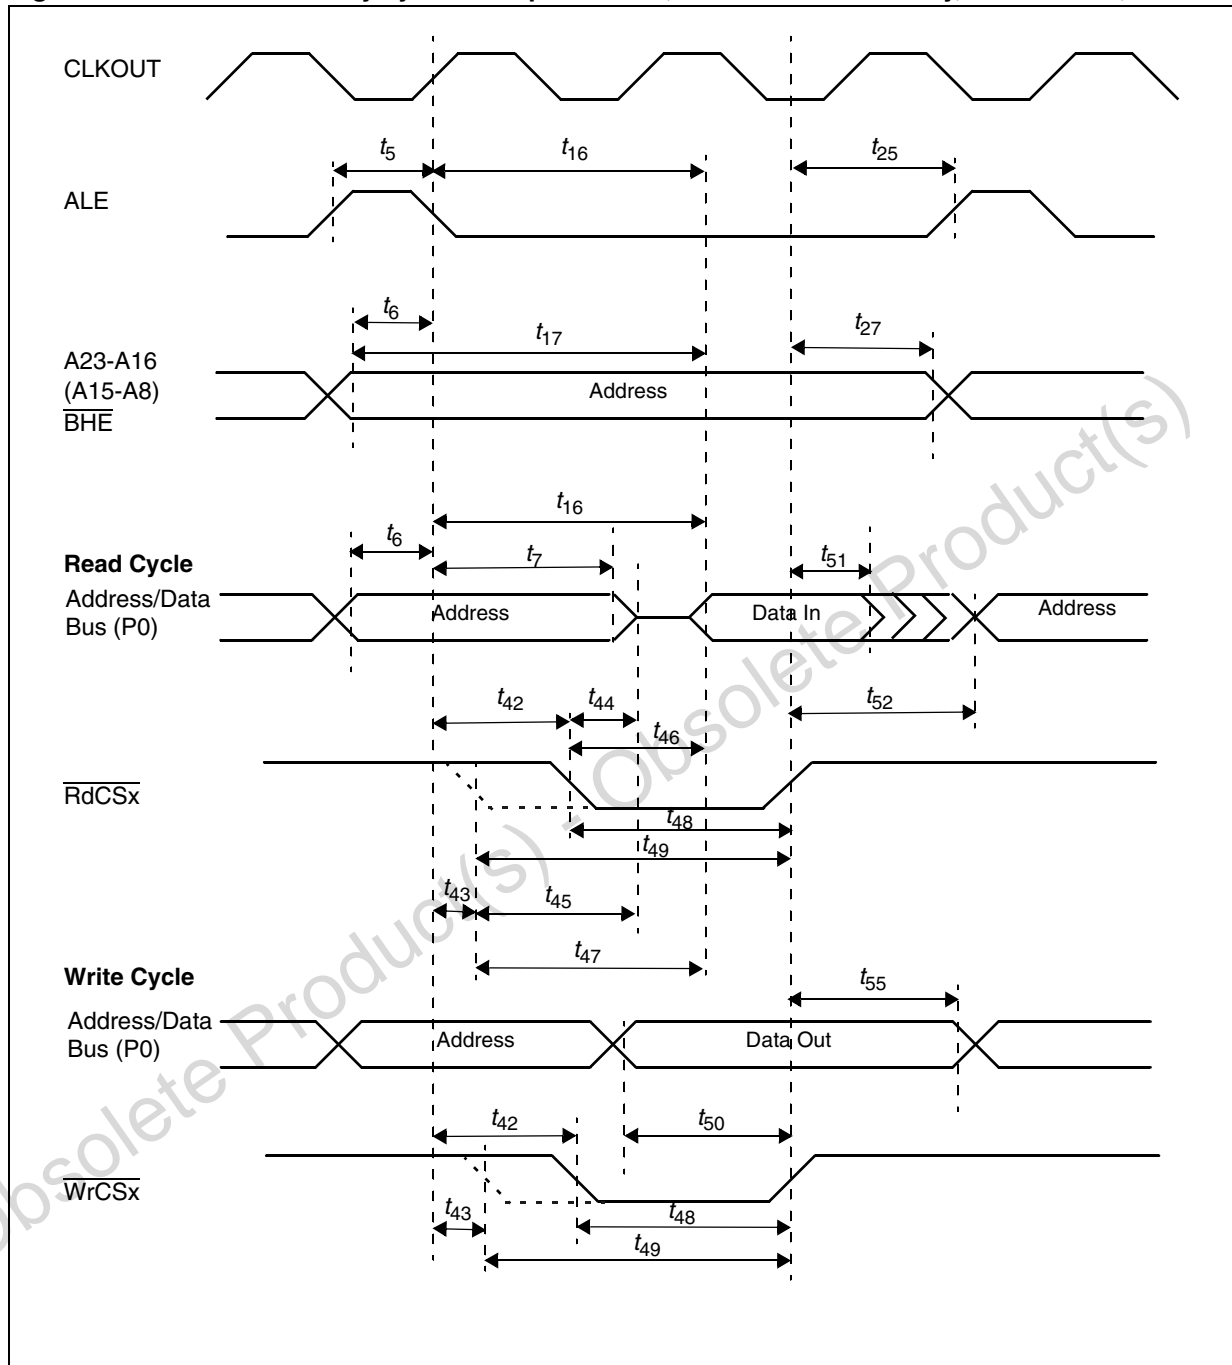 CLKOUT
t5 t16 t25
ALE
t6 t17 t27
A23-A16
(A15-A8)
BHE
Address
t16
t6 t7 t51
Read Cycle
Address/Data
Bus (P0)
Address Data In Address
t42 t44 t52
t46
RdCSx
t48
t49
t43 t45
t47
Write Cycle
t55
Address/Data
Bus (P0)
Address Data Out
t42 t50
WrCSx
t43 t48
t49
Obsolete Product(s) - Obsolete Product(s)